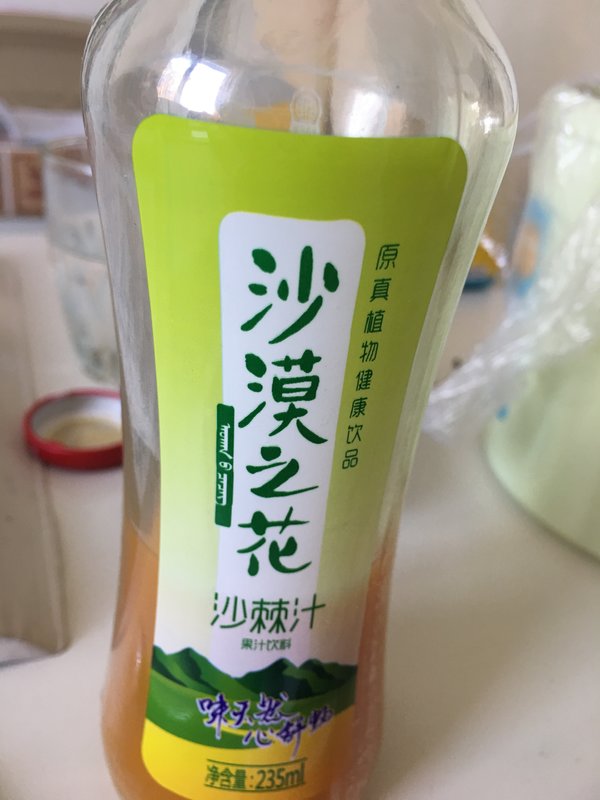 沙漠之花
原真植物健康饮品
沙棘汁
果汁饮料
味天然
心舒畅
净含量:235ml